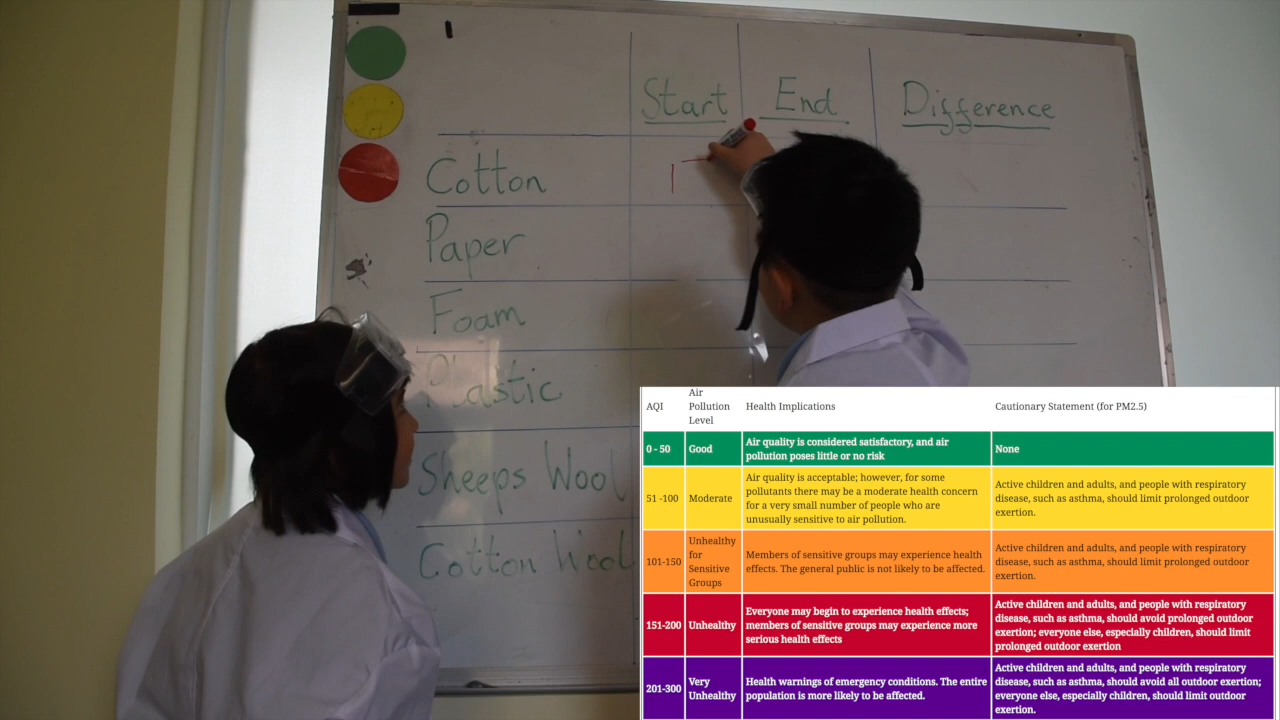 Start End Difference
Cotton 1
Paper
Foam
Plastic
Sheeps Wool
Cotton Wool
Air
AQI Pollution Health Implications Cautionary Statement (for PM2.5)
Level
0 - 50 Good Air quality is considered satisfactory, and air None
pollution poses little or no risk
Air quality is acceptable; however, for some
51 -100 Moderate pollutants there may be a moderate health concern Active children and adults, and people with respiratory
for a very small number of people who are disease, such as asthma, should limit prolonged outdoor
unusually sensitive to air pollution. exertion.
Unhealthy
101-150 for Members of sensitive groups may experience health Active children and adults, and people with respiratory
Sensitive effects. The general public is not likely to be affected. disease, such as asthma, should limit prolonged outdoor
Groups exertion.
Everyone may begin to experience health effects; Active children and adults, and people with respiratory
151-200 Unhealthy members of sensitive groups may experience more disease, such as asthma, should avoid prolonged outdoor
serious health effects exertion; everyone else, especially children, should limit
prolonged outdoor exertion
Active children and adults, and people with respiratory
201-300 Very Health warnings of emergency conditions. The entire disease, such as asthma, should avoid all outdoor exertion;
Unhealthy population is more likely to be affected. everyone else, especially children, should limit outdoor
exertion.